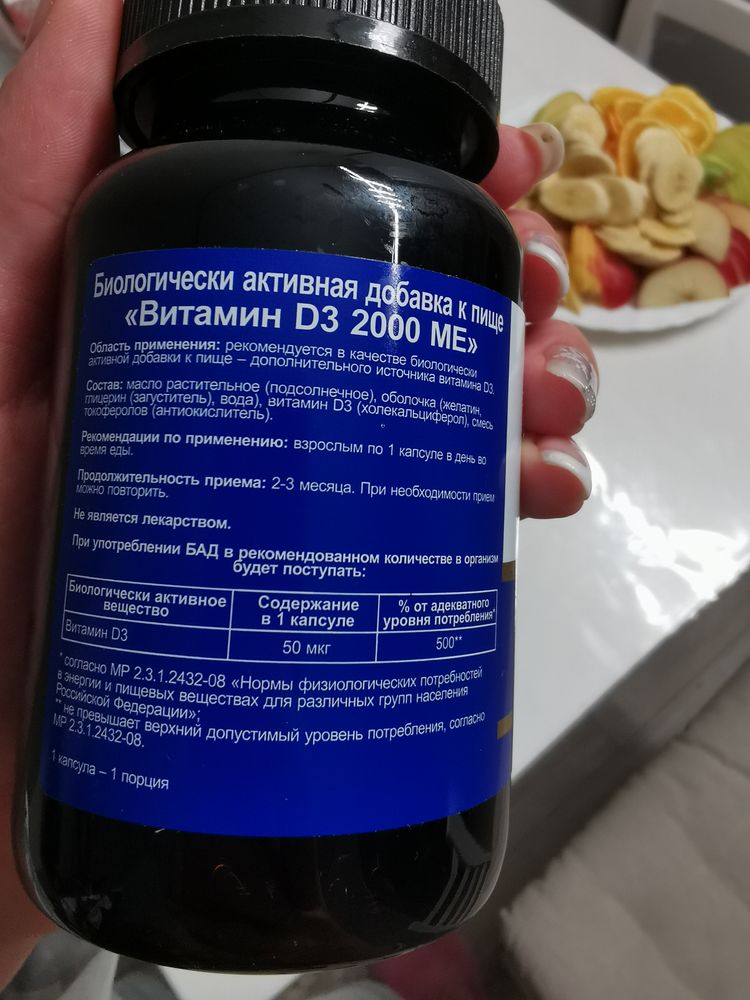 Биологически активная добавка к пище
«Витамин D3 2000 МЕ»
Область применения: рекомендуется в качестве биологически
активной добавки к пище – дополнительного источника витамина D3.
Состав: масло растительное (подсолнечное), оболочка (желатин,
глицерин (загуститель), вода), витамин D3 (холекальциферол), смесь
токоферолов (антиокислитель).
Рекомендации по применению: взрослым по 1 капсуле в день во
время еды.
Продолжительность приема: 2-3 месяца. При необходимости прием
можно повторить.
Не является лекарством.
При употреблении БАД в рекомендованном количестве в организм
будет поступать:
Биологически активное вещество Содержание в 1 капсуле % от адекватного уровня потребления*
Витамин D3 50 мкг 500**
* согласно МР 2.3.1.2432-08 «Нормы физиологических потребностей
в энергии и пищевых веществах для различных групп населения
Российской Федерации»;
** не превышает верхний допустимый уровень потребления, согласно
МР 2.3.1.2432-08.
1 капсула – 1 порция